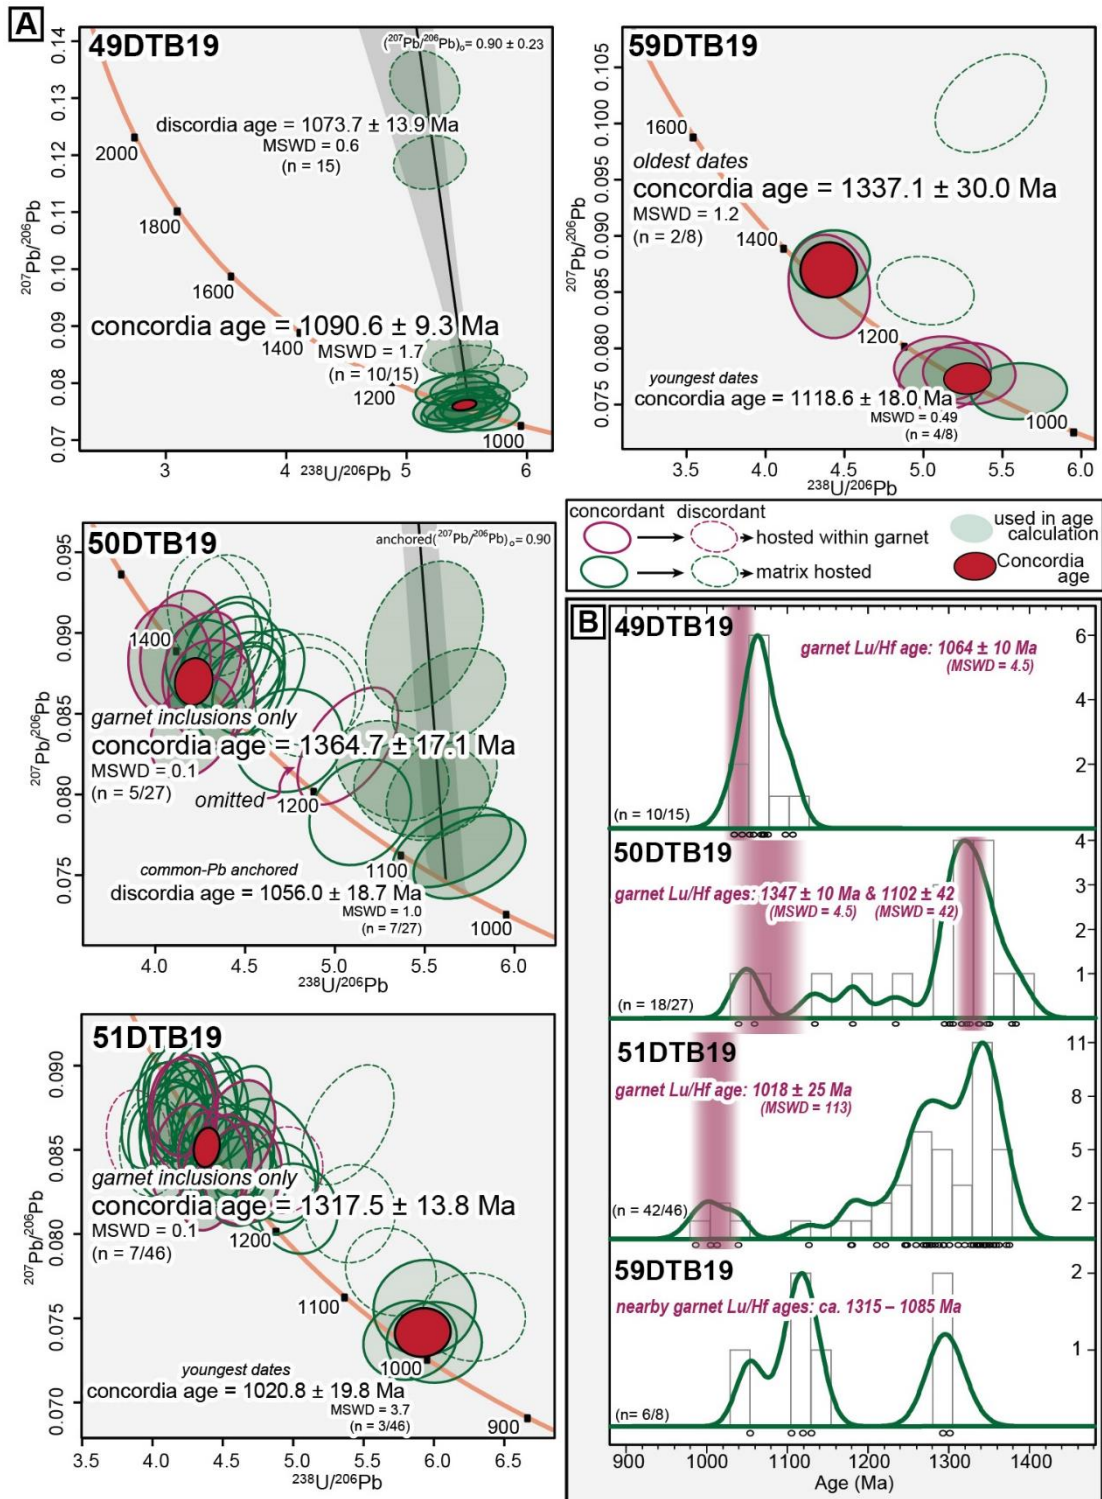 A
49DTB19
(²⁰⁷Pb/²⁰⁶Pb)ₒ= 0.90 ± 0.23
discordia age = 1073.7 ± 13.9 Ma
MSWD = 0.6
(n = 15)
concordia age = 1090.6 ± 9.3 Ma
MSWD = 1.7
(n = 10/15)
2000
1800
1600
1400
1200
1000
0.14
0.13
0.12
0.11
0.10
0.09
0.08
0.07
²⁰⁷Pb/²⁰⁶Pb
3 4 5 6
²³⁸U/²⁰⁶Pb
59DTB19
1600
oldest dates
concordia age = 1337.1 ± 30.0 Ma
MSWD = 1.2
(n = 2/8)
1400
1200
youngest dates
concordia age = 1118.6 ± 18.0 Ma
MSWD = 0.49
(n = 4/8)
1000
0.105
0.100
0.095
0.090
0.085
0.080
0.075
²⁰⁷Pb/²⁰⁶Pb
3.5 4.0 4.5 5.0 5.5 6.0
²³⁸U/²⁰⁶Pb
50DTB19
anchored(²⁰⁷Pb/²⁰⁶Pb)ₒ= 0.90
1400
garnet inclusions only
concordia age = 1364.7 ± 17.1 Ma
MSWD = 0.1
(n = 5/27)
omitted
1200
1100
common-Pb anchored
discordia age = 1056.0 ± 18.7 Ma
MSWD = 1.0
(n = 7/27)
1000
0.095
0.090
0.085
0.080
0.075
²⁰⁷Pb/²⁰⁶Pb
4.0 4.5 5.0 5.5 6.0
²³⁸U/²⁰⁶Pb
concordant discordant
hosted within garnet
matrix hosted
used in age
calculation
Concordia
age
51DTB19
garnet inclusions only
concordia age = 1317.5 ± 13.8 Ma
MSWD = 0.1
(n = 7/46)
1200
1100
1000
youngest dates
concordia age = 1020.8 ± 19.8 Ma
MSWD = 3.7
(n = 3/46)
900
0.090
0.085
0.080
0.075
0.070
²⁰⁷Pb/²⁰⁶Pb
3.5 4.0 4.5 5.0 5.5 6.0 6.5
²³⁸U/²⁰⁶Pb
B
49DTB19
garnet Lu/Hf age: 1064 ± 10 Ma
(MSWD = 4.5)
(n = 10/15)
6
4
2
50DTB19
garnet Lu/Hf ages: 1347 ± 10 Ma & 1102 ± 42
(MSWD = 4.5) (MSWD = 42)
(n = 18/27)
4
3
2
1
51DTB19
garnet Lu/Hf age: 1018 ± 25 Ma
(MSWD = 113)
(n = 42/46)
11
8
5
2
59DTB19
nearby garnet Lu/Hf ages: ca. 1315 – 1085 Ma
(n= 6/8)
2
1
900 1000 1100 1200 1300 1400
Age (Ma)